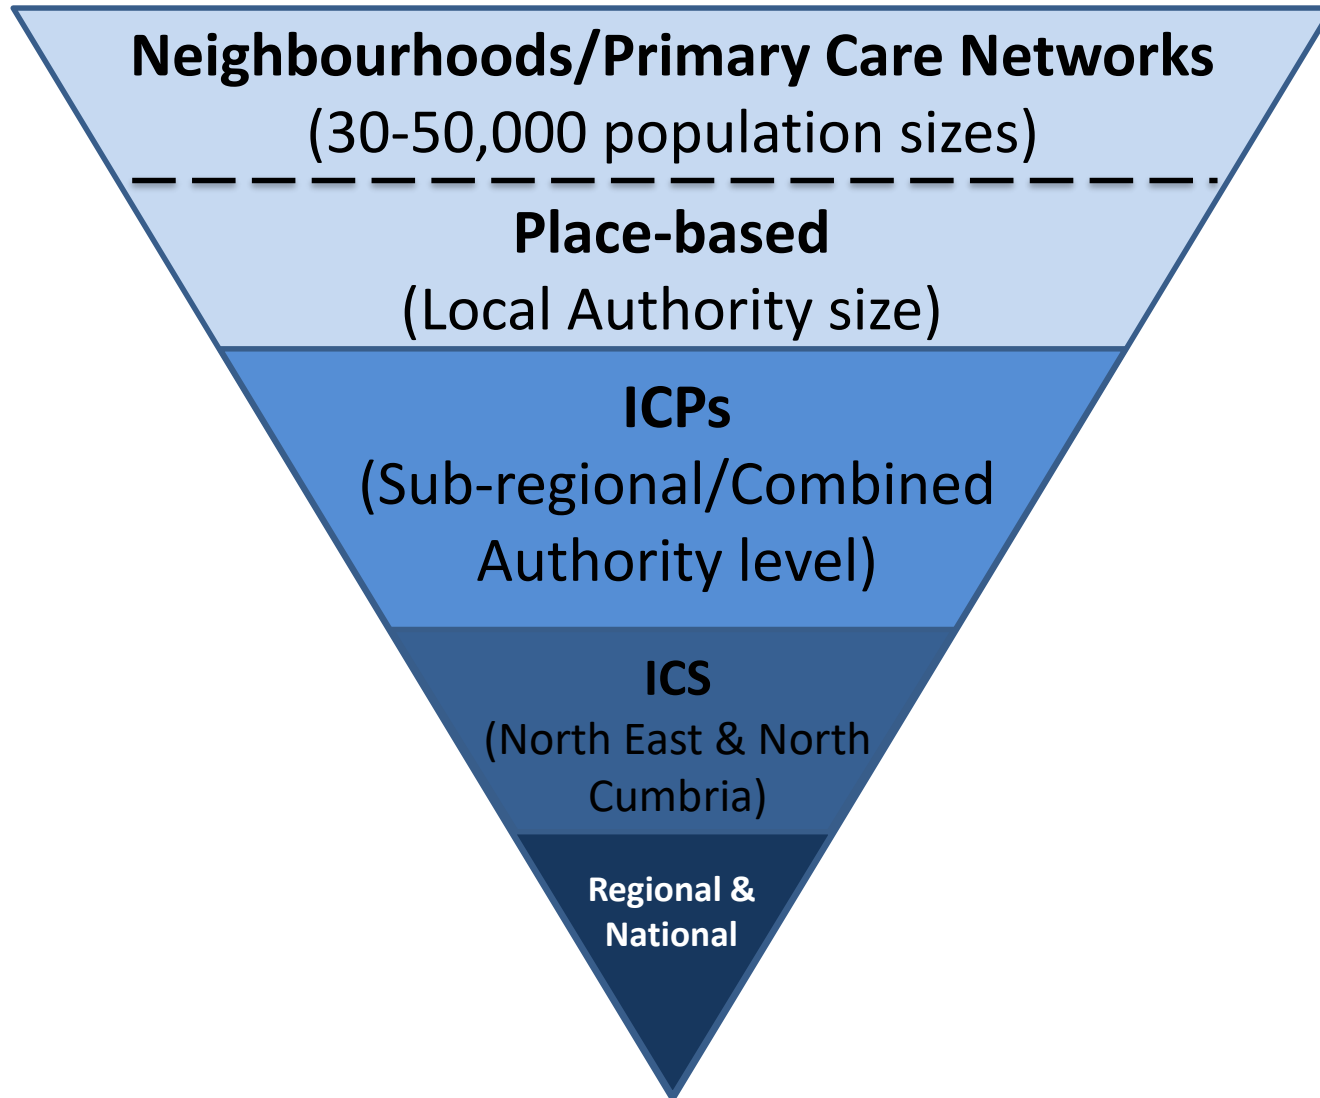 Neighbourhoods/Primary Care Networks
(30-50,000 population sizes)
Place-based
(Local Authority size)
ICPs
(Sub-regional/Combined
Authority level)
ICS
(North East & North
Cumbria)
Regional &
National